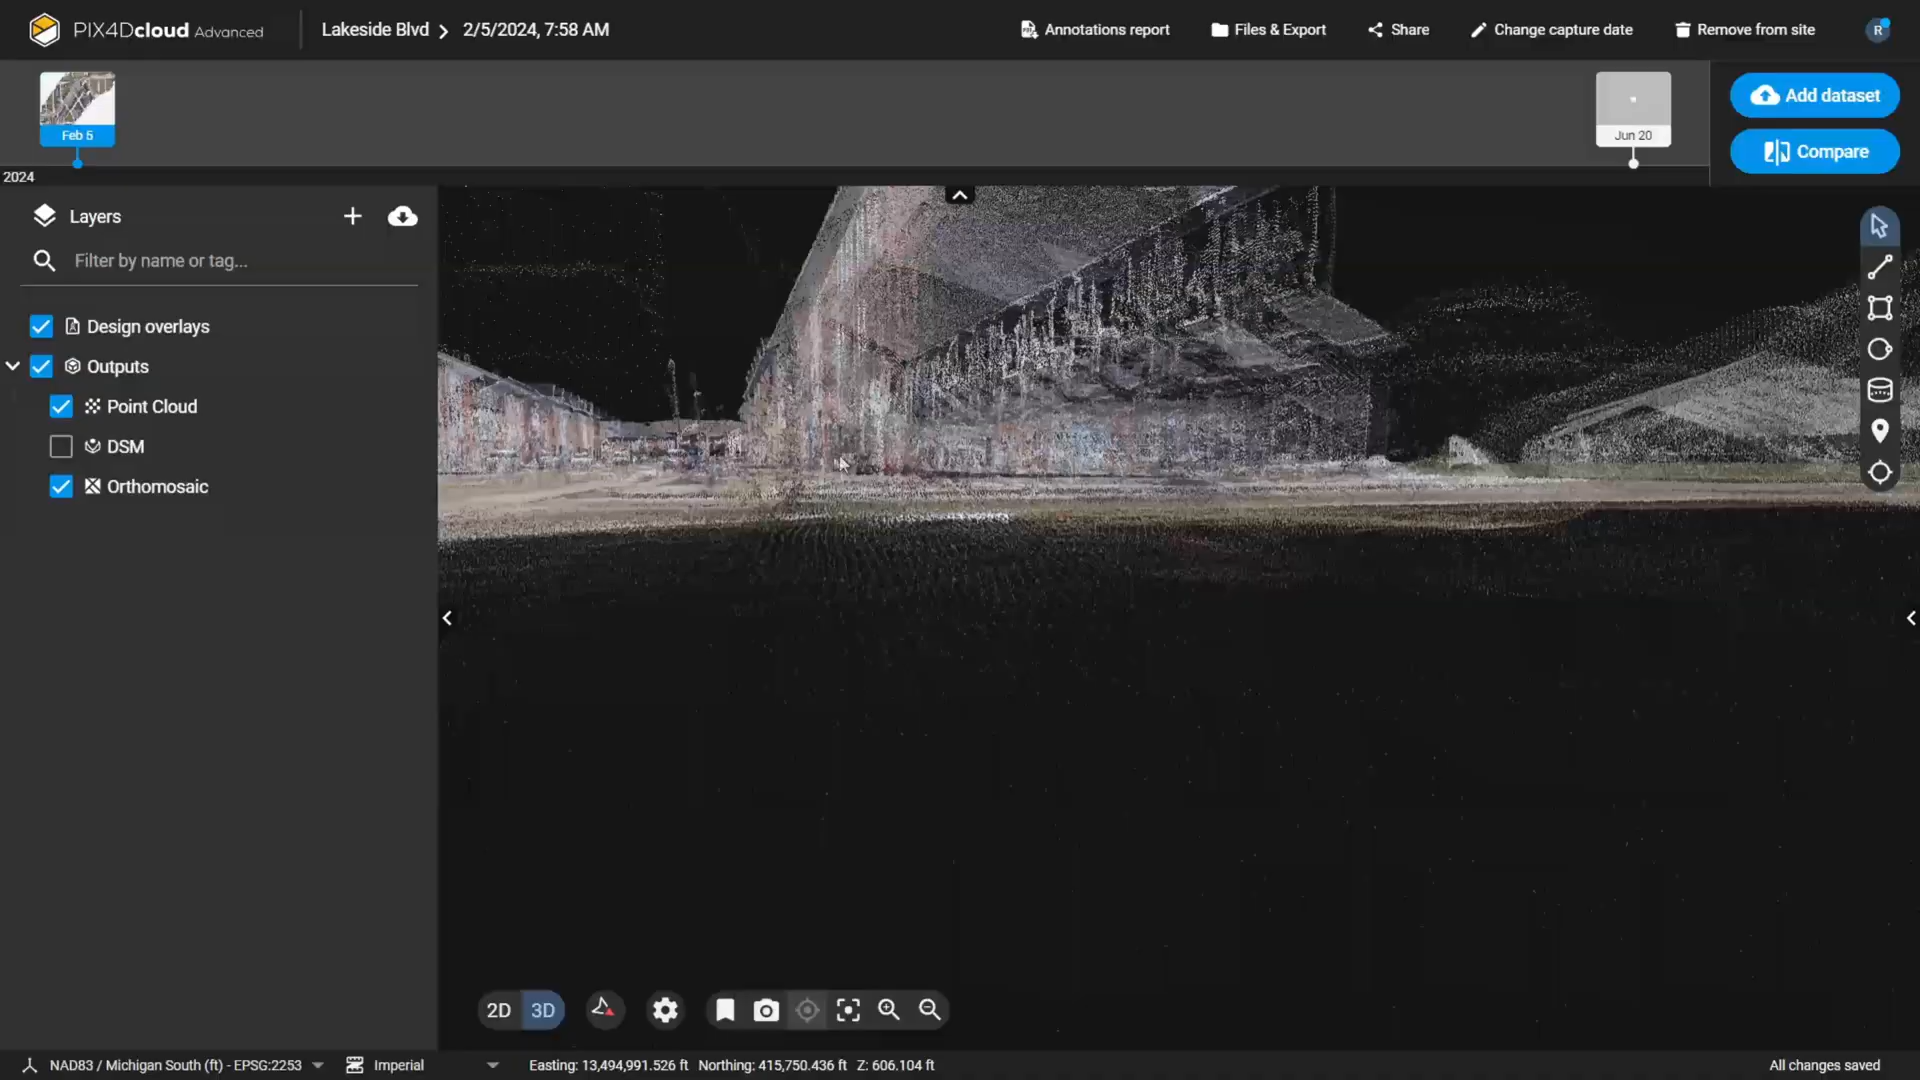 PIX4Dcloud Advanced
Lakeside Blvd
2/5/2024, 7:58 AM
Annotations report
Files & Export
Share
Change capture date
Remove from site
R
Feb 5
Jun 20
Add dataset
Compare
2024
Layers
Filter by name or tag...
Design overlays
Outputs
Point Cloud
DSM
Orthomosaic
2D
3D
NAD83 / Michigan South (ft) - EPSG:2253
Imperial
Easting: 13,494,991.526 ft Northing: 415,750.436 ft Z: 606.104 ft
All changes saved